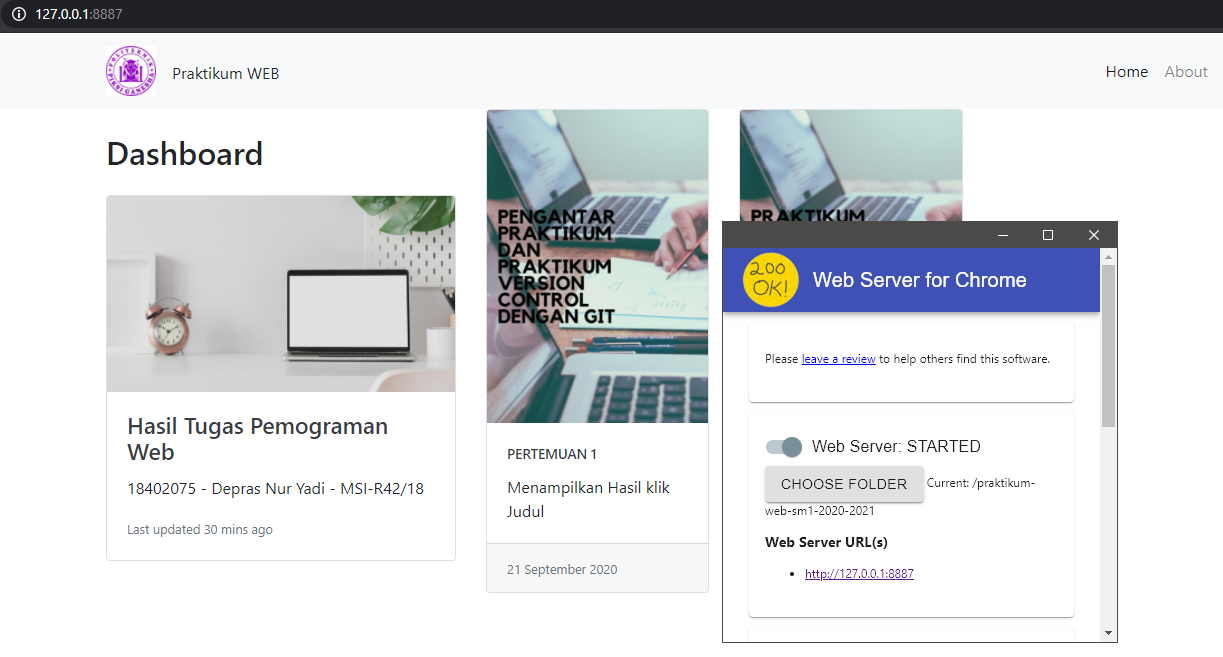 127.0.0.1:8887
POLITEKNIK
PIKSI GANESHA
Praktikum WEB
Home
About
Dashboard
Hasil Tugas Pemograman
Web
18402075 - Depras Nur Yadi - MSI-R42/18
Last updated 30 mins ago
PENGANTAR
PRAKTIKUM
DAN
PRAKTIKUM
VERSION
CONTROL
DENGAN GIT
PERTEMUAN 1
Menampilkan Hasil klik
Judul
21 September 2020
PRAKTIKUM
200
OK!
Web Server for Chrome
Please leave a review to help others find this software.
Web Server: STARTED
CHOOSE FOLDER Current: /praktikum-
web-sm1-2020-2021
Web Server URL(s)
• http://127.0.0.1:8887